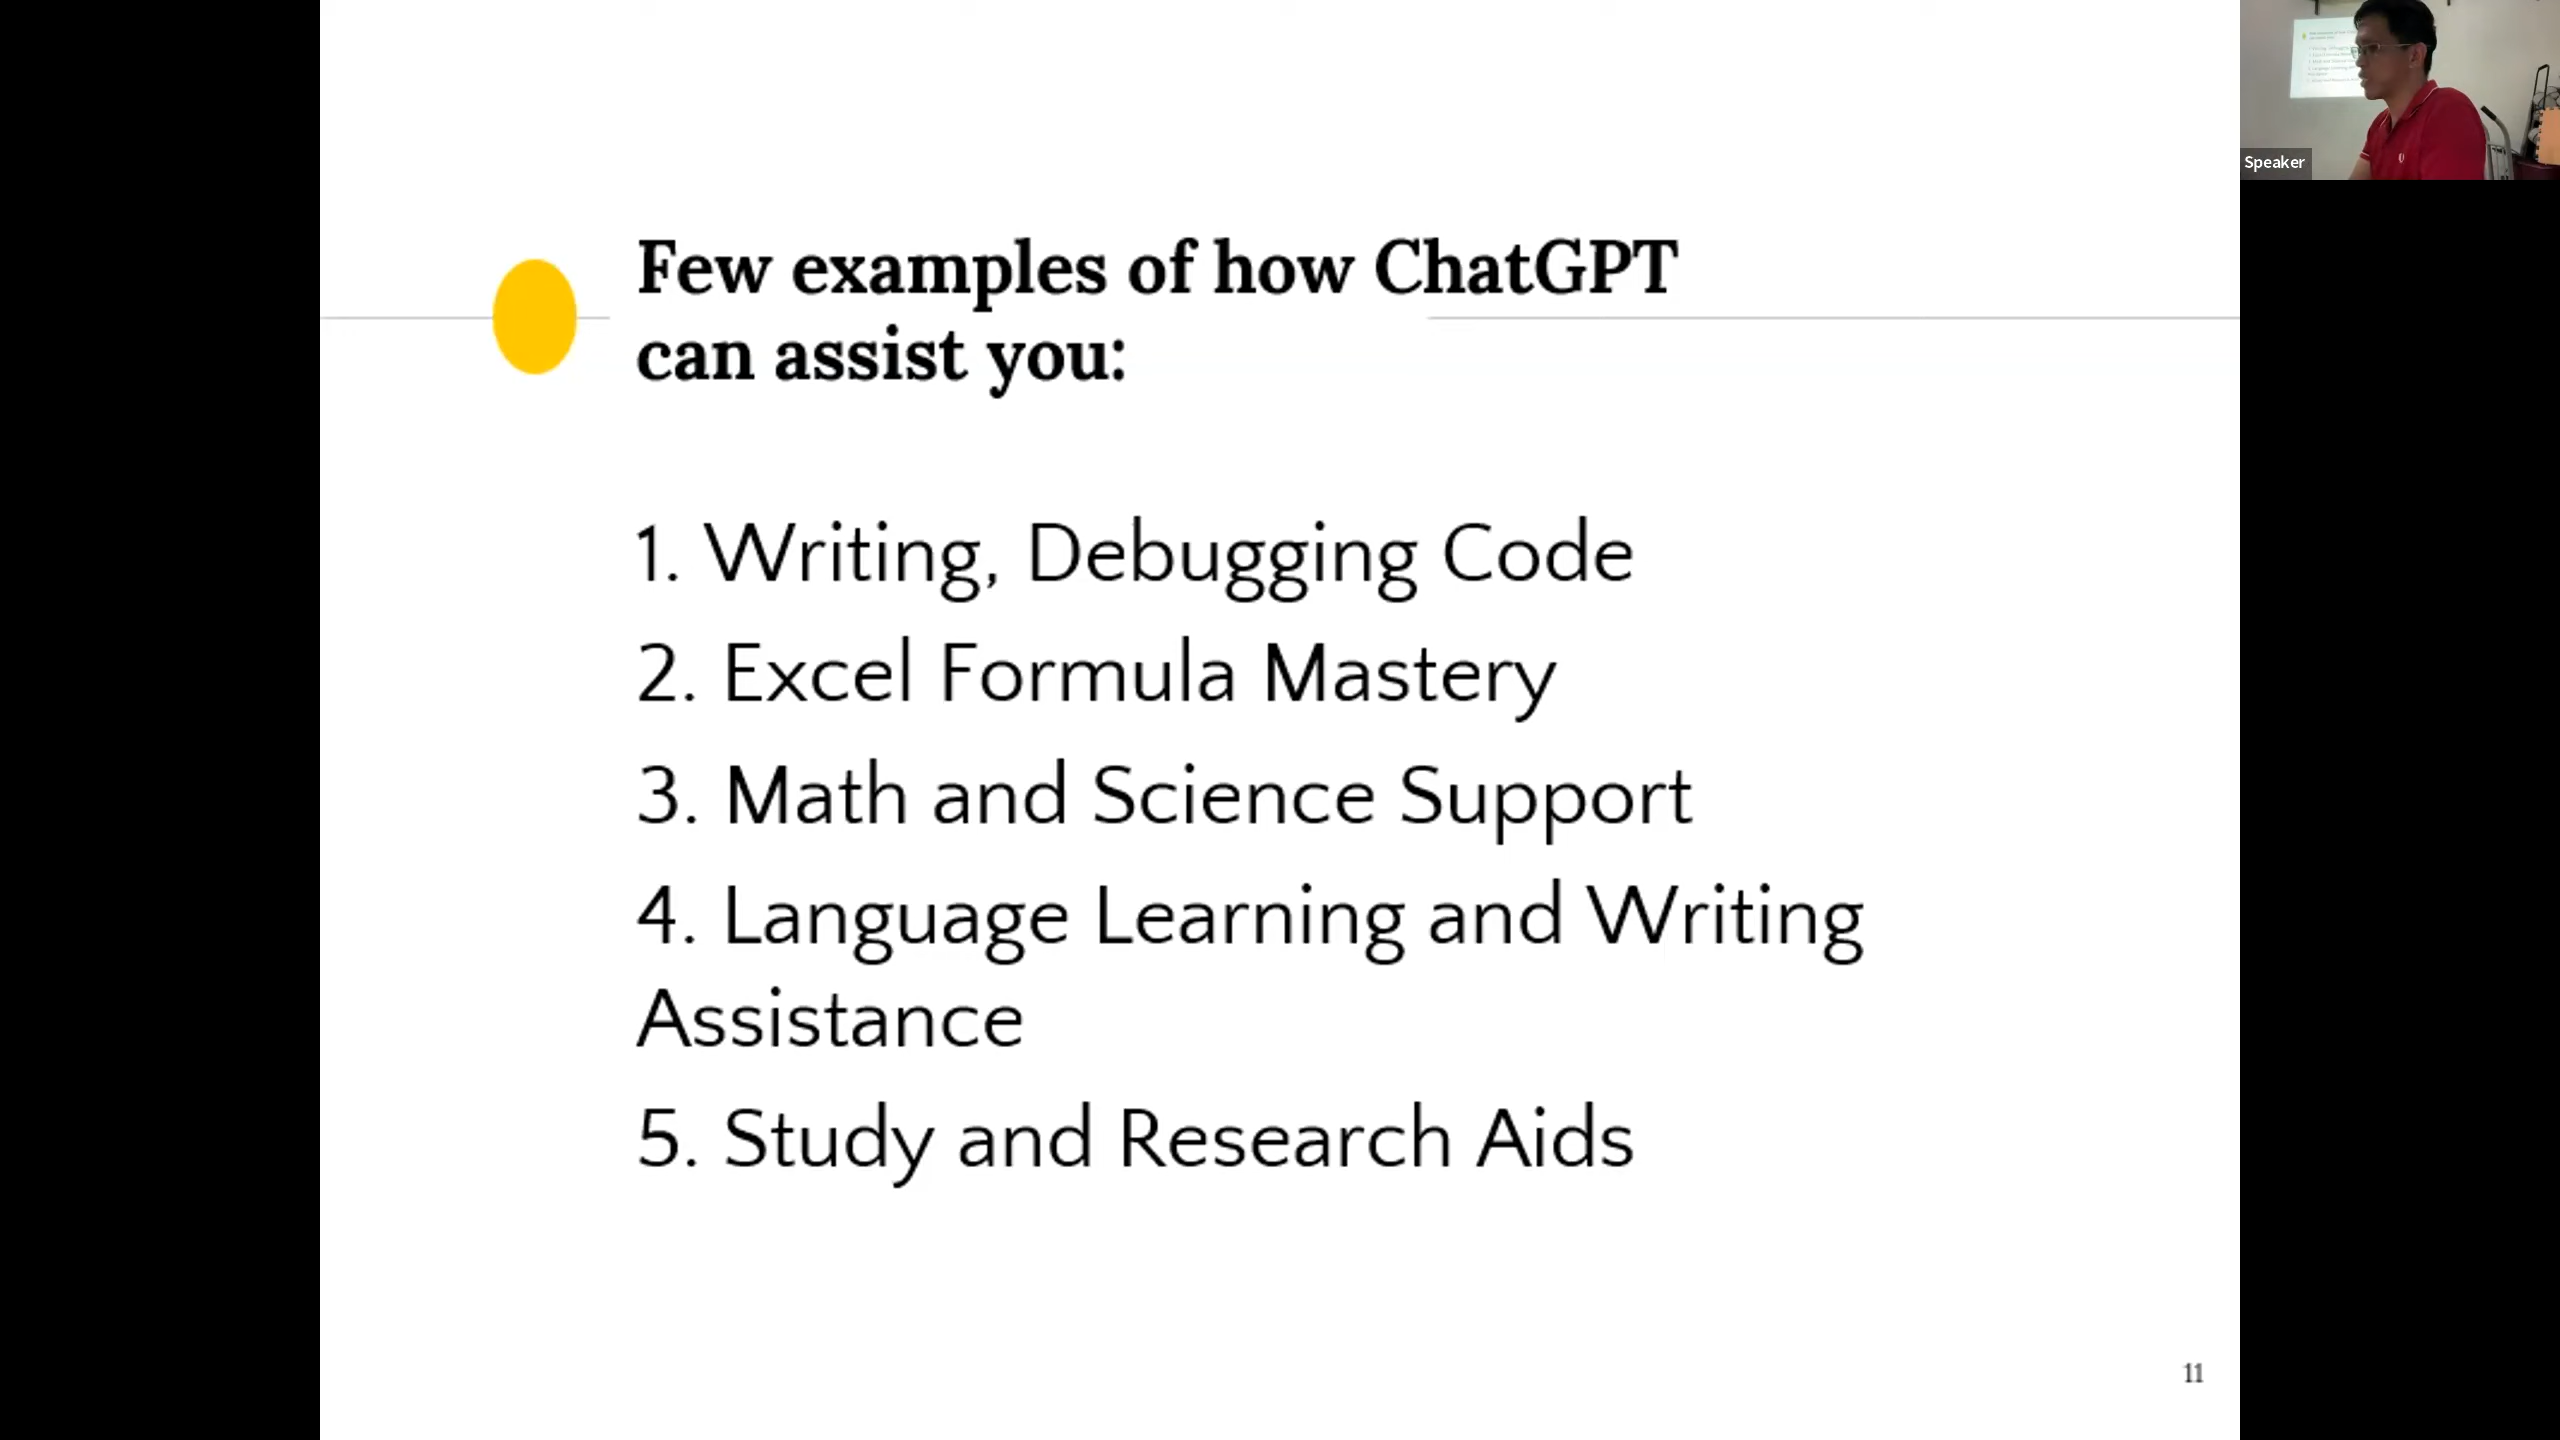 Few examples of how ChatGPT
can assist you:
1. Writing, Debugging Code
2. Excel Formula Mastery
3. Math and Science Support
4. Language Learning and Writing
Assistance
5. Study and Research Aids
11
Speaker